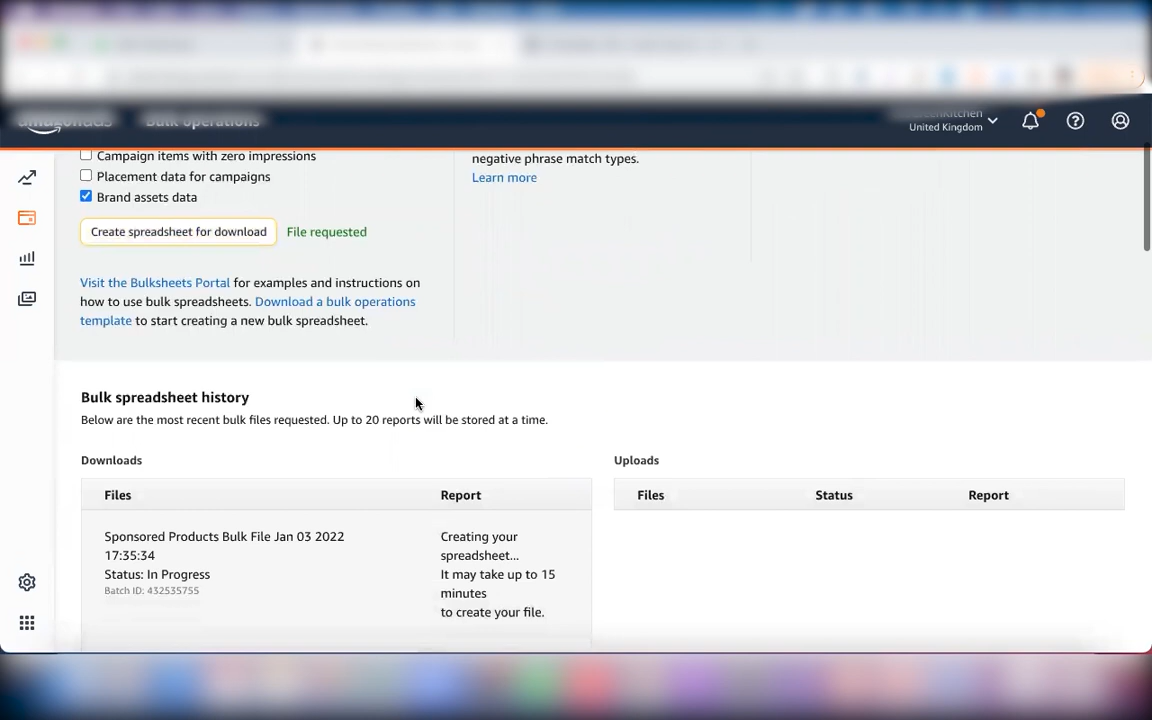 Bulk operations
United Kingdom
Campaign items with zero impressions
Placement data for campaigns
Brand assets data
Create spreadsheet for download
File requested
Visit the Bulksheets Portal for examples and instructions on
how to use bulk spreadsheets. Download a bulk operations
template to start creating a new bulk spreadsheet.
negative phrase match types.
Learn more
Bulk spreadsheet history
Below are the most recent bulk files requested. Up to 20 reports will be stored at a time.
Downloads
Files Report
Sponsored Products Bulk File Jan 03 2022
17:35:34
Status: In Progress
Batch ID: 432535755
Creating your
spreadsheet...
It may take up to 15
minutes
to create your file.
Uploads
Files Status Report